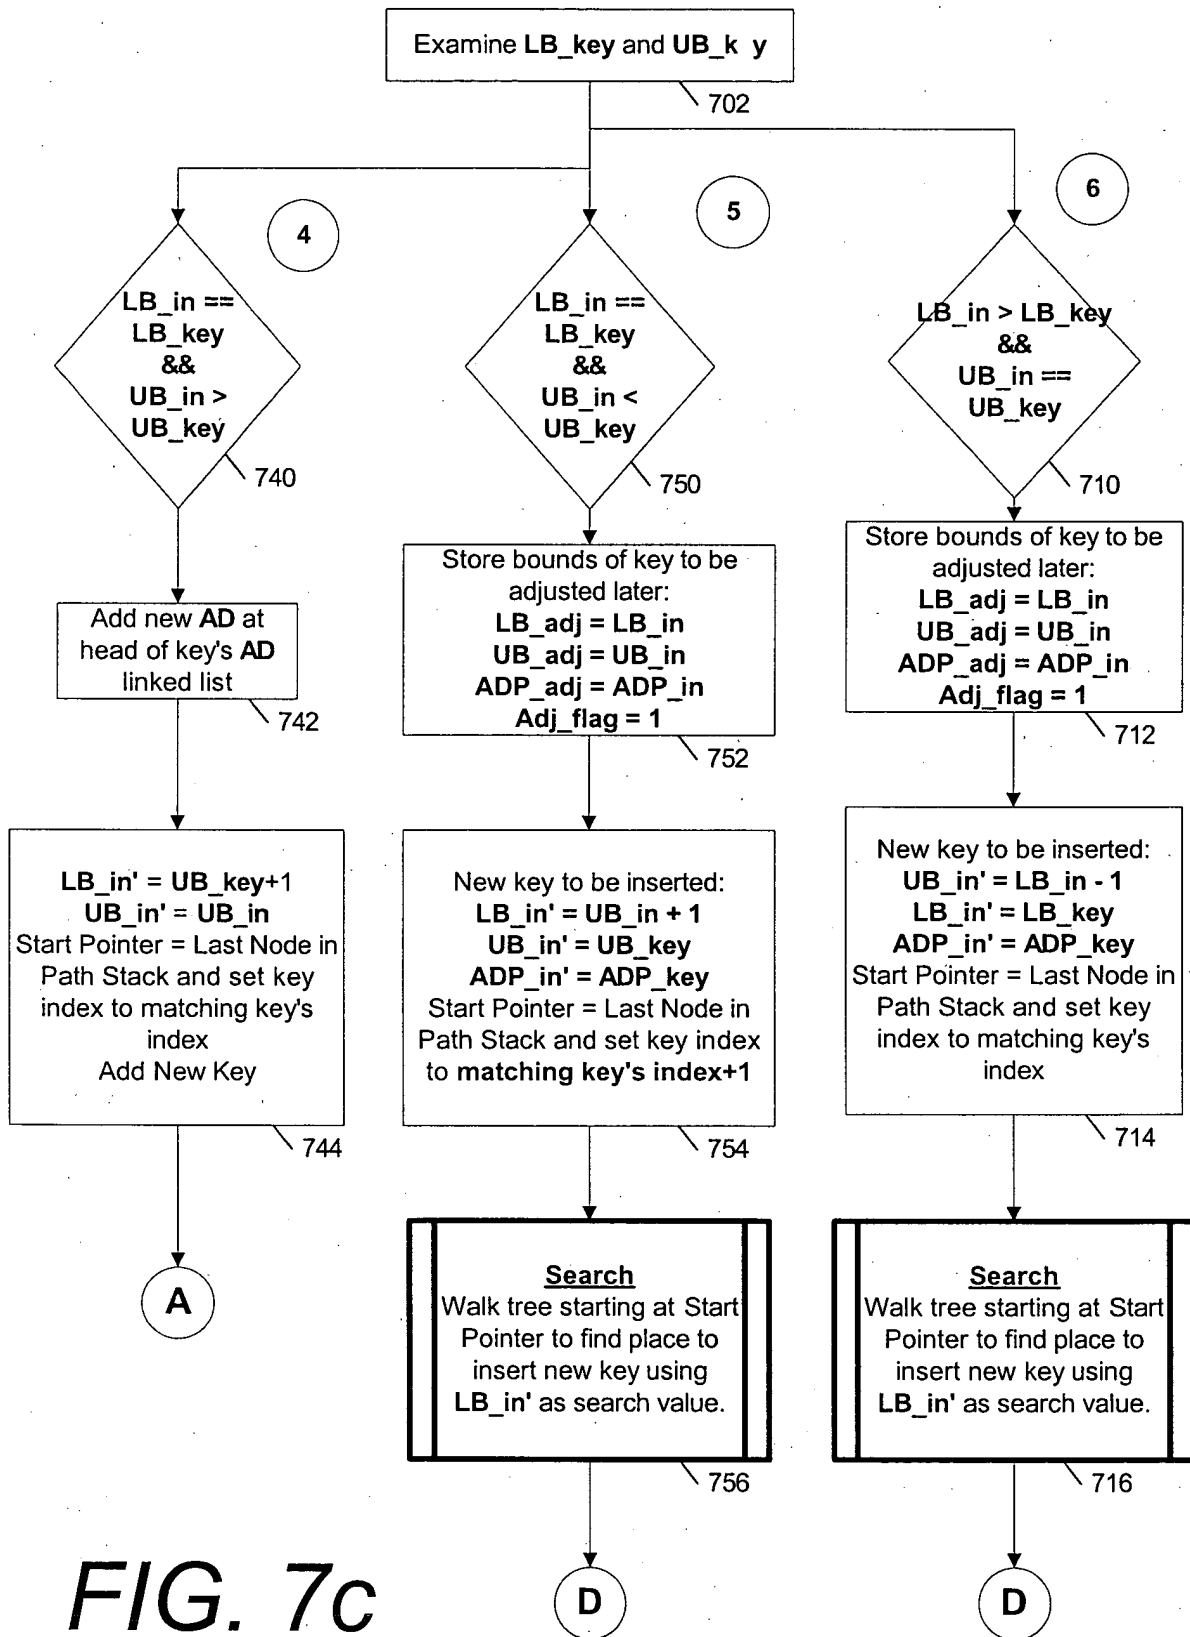 Examine LB_key and UB_k y
702
4
5
6
LB_in ==
LB_key
&&
UB_in >
UB_key
740
LB_in ==
LB_key
&&
UB_in <
UB_key
750
LB_in > LB_key
&&
UB_in ==
UB_key
710
Add new AD at
head of key's AD
linked list
742
Store bounds of key to be
adjusted later:
LB_adj = LB_in
UB_adj = UB_in
ADP_adj = ADP_in
Adj_flag = 1
752
Store bounds of key to be
adjusted later:
LB_adj = LB_in
UB_adj = UB_in
ADP_adj = ADP_in
Adj_flag = 1
712
LB_in' = UB_key+1
UB_in' = UB_in
Start Pointer = Last Node in
Path Stack and set key
index to matching key's
index
Add New Key
744
New key to be inserted:
LB_in' = UB_in + 1
UB_in' = UB_key
ADP_in' = ADP_key
Start Pointer = Last Node in
Path Stack and set key index
to matching key's index+1
754
New key to be inserted:
UB_in' = LB_in - 1
LB_in' = LB_key
ADP_in' = ADP_key
Start Pointer = Last Node in
Path Stack and set key
index to matching key's
index
714
A
Search
Walk tree starting at Start
Pointer to find place to
insert new key using
LB_in' as search value.
756
Search
Walk tree starting at Start
Pointer to find place to
insert new key using
LB_in' as search value.
716
D
D
FIG. 7c